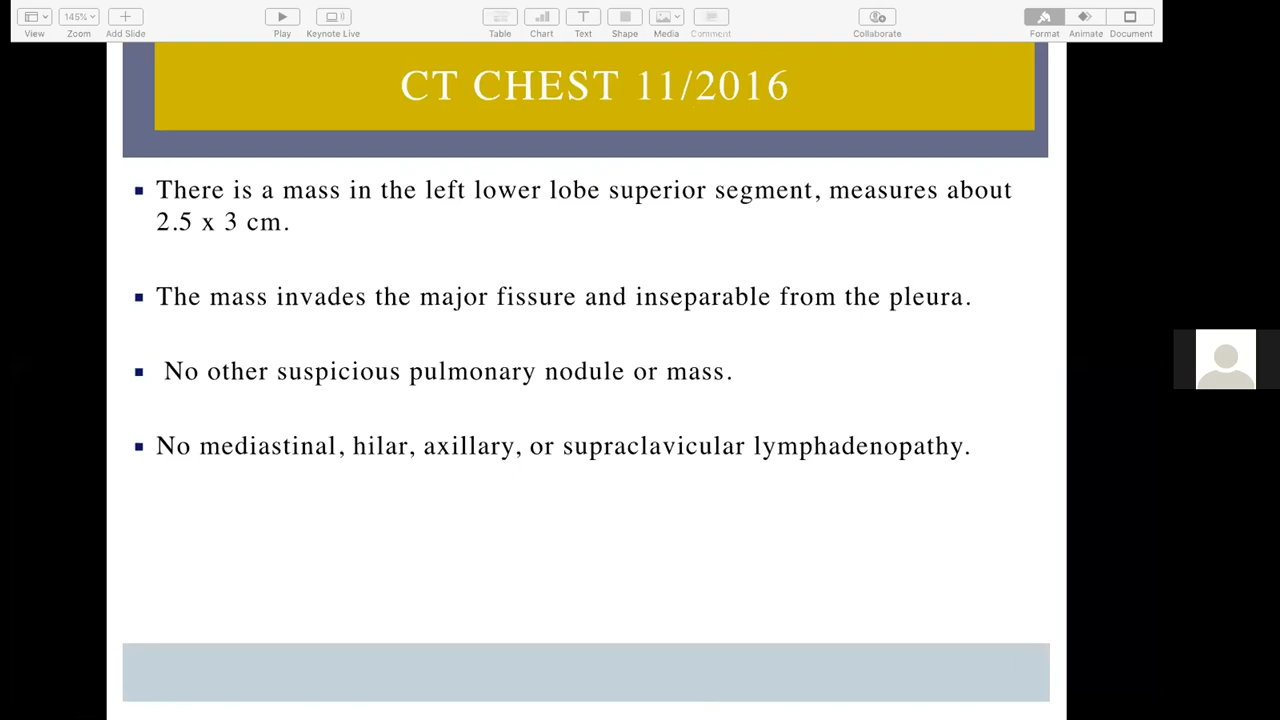 145%
View Zoom Add Slide Play Keynote Live Table Chart Text Shape Media Comment Collaborate Format Animate Document
CT CHEST 11/2016
▪ There is a mass in the left lower lobe superior segment, measures about
2.5 x 3 cm.
▪ The mass invades the major fissure and inseparable from the pleura.
▪ No other suspicious pulmonary nodule or mass.
▪ No mediastinal, hilar, axillary, or supraclavicular lymphadenopathy.